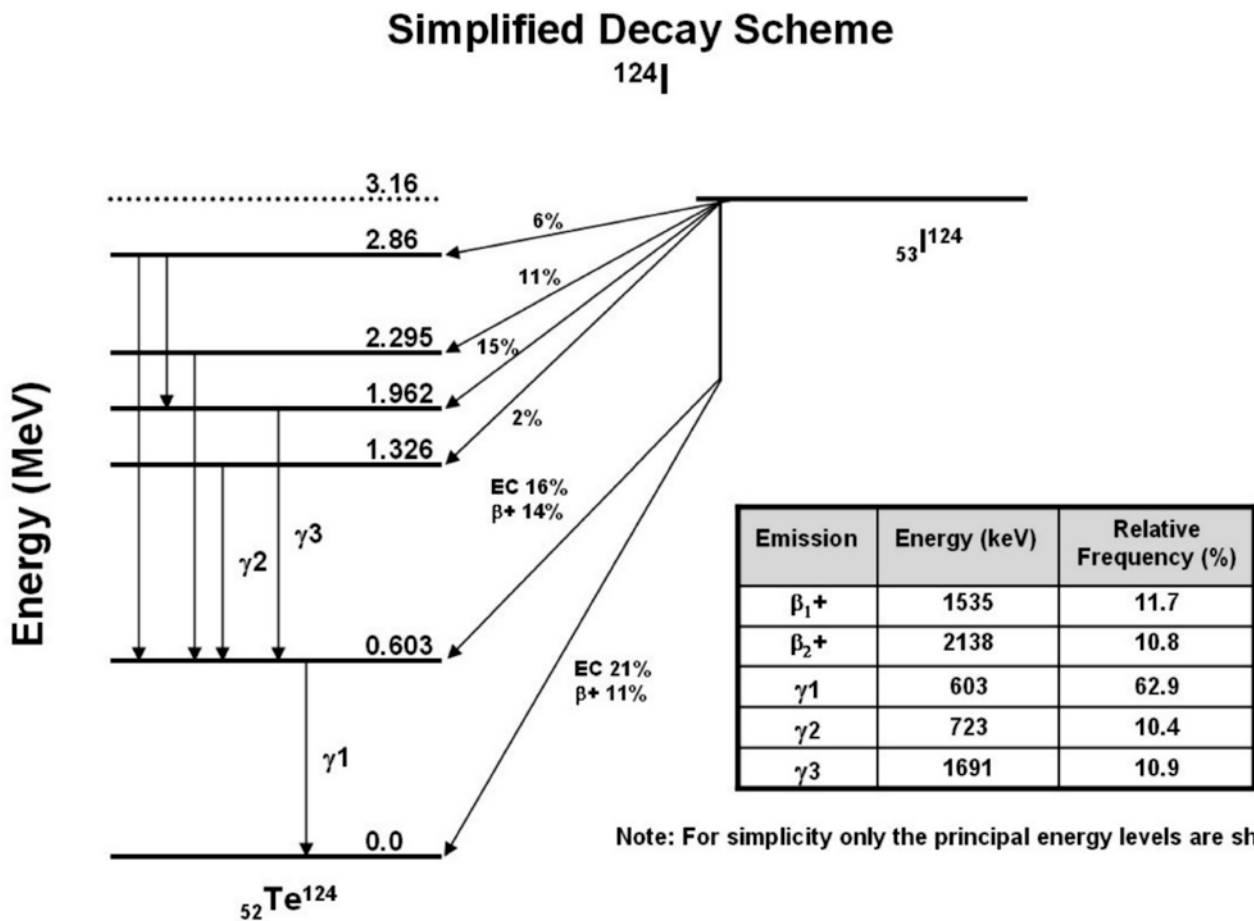 Simplified Decay Scheme
¹²⁴I
Energy (MeV)
3.16
2.86
2.295
1.962
1.326
0.603
0.0
6%
11%
15%
2%
EC 16%
β+ 14%
EC 21%
β+ 11%
γ2
γ3
γ1
₅₃I¹²⁴
₅₂Te¹²⁴
Emission Energy (keV) Relative Frequency (%)
β₁+ 1535 11.7
β₂+ 2138 10.8
γ1 603 62.9
γ2 723 10.4
γ3 1691 10.9
Note: For simplicity only the principal energy levels are sh